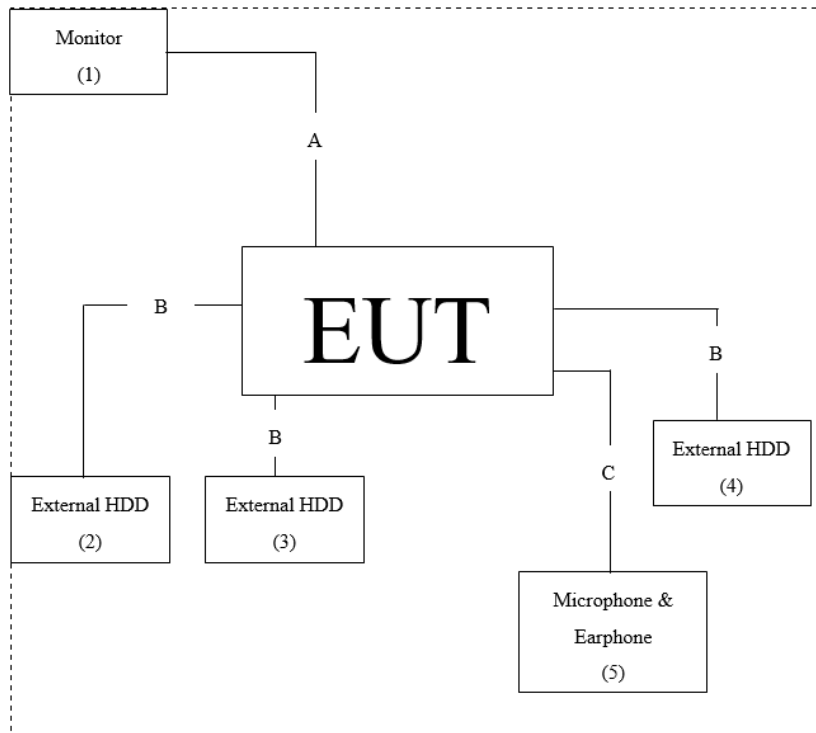 Monitor
(1)
A
B
EUT
B
B
External HDD
(4)
C
External HDD
(2)
External HDD
(3)
Microphone &
Earphone
(5)